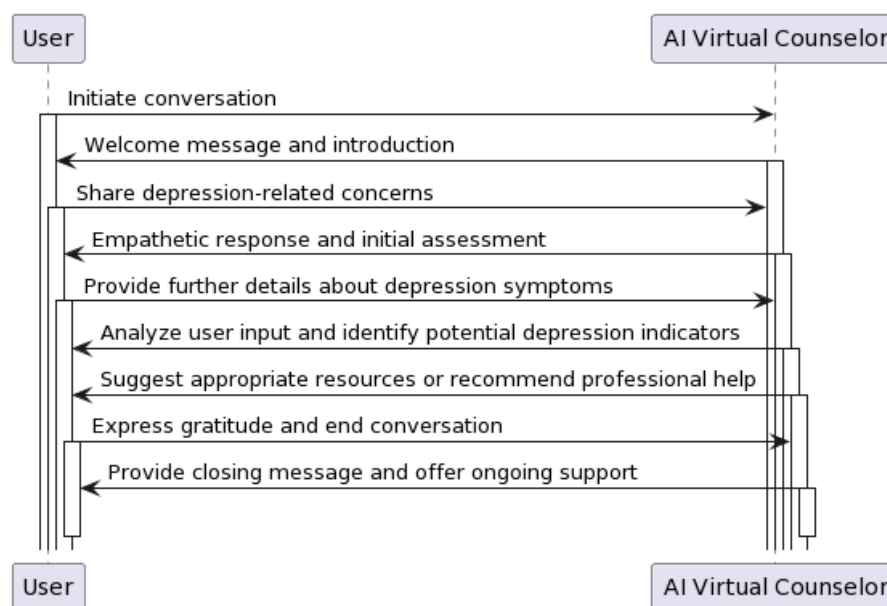 User
AI Virtual Counselor
Initiate conversation
Welcome message and introduction
Share depression-related concerns
Empathetic response and initial assessment
Provide further details about depression symptoms
Analyze user input and identify potential depression indicators
Suggest appropriate resources or recommend professional help
Express gratitude and end conversation
Provide closing message and offer ongoing support
User
AI Virtual Counselor